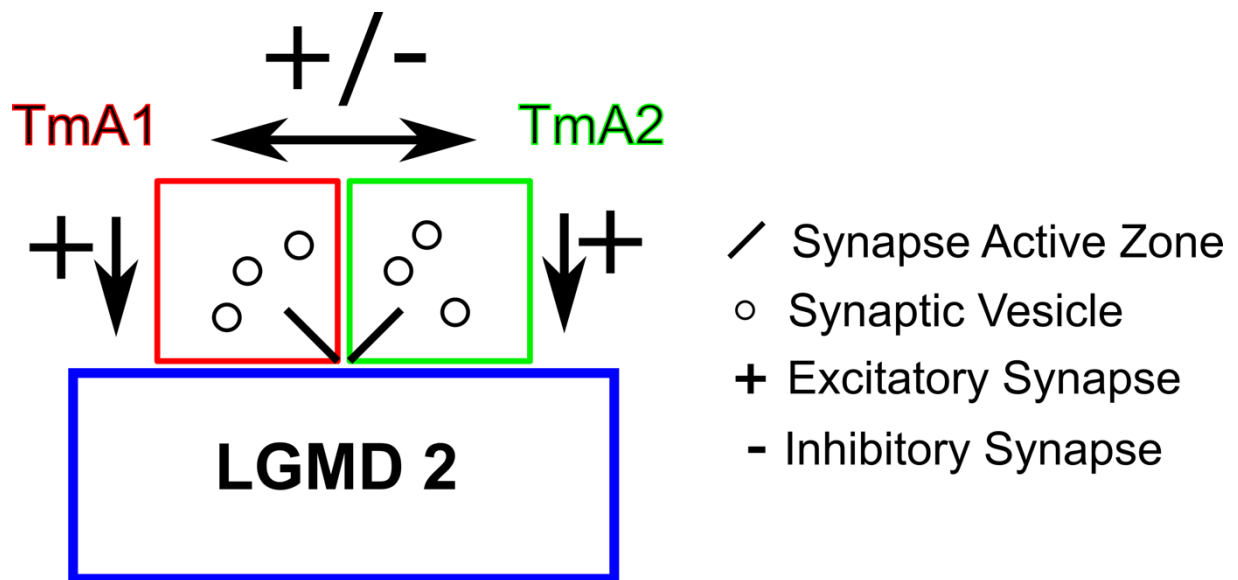 +/-
TmA1
TmA2
+
+
LGMD 2
/ Synapse Active Zone
○ Synaptic Vesicle
+ Excitatory Synapse
- Inhibitory Synapse